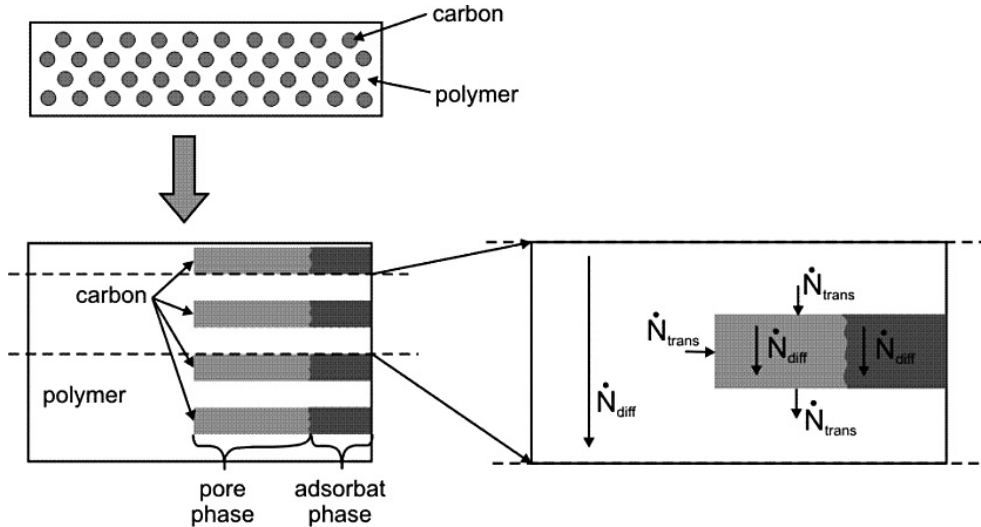 carbon
polymer
carbon
polymer
pore
phase
adsorbat
phase
Ṅtrans
Ṅtrans
Ṅdiff
Ṅdiff
Ṅdiff
Ṅtrans